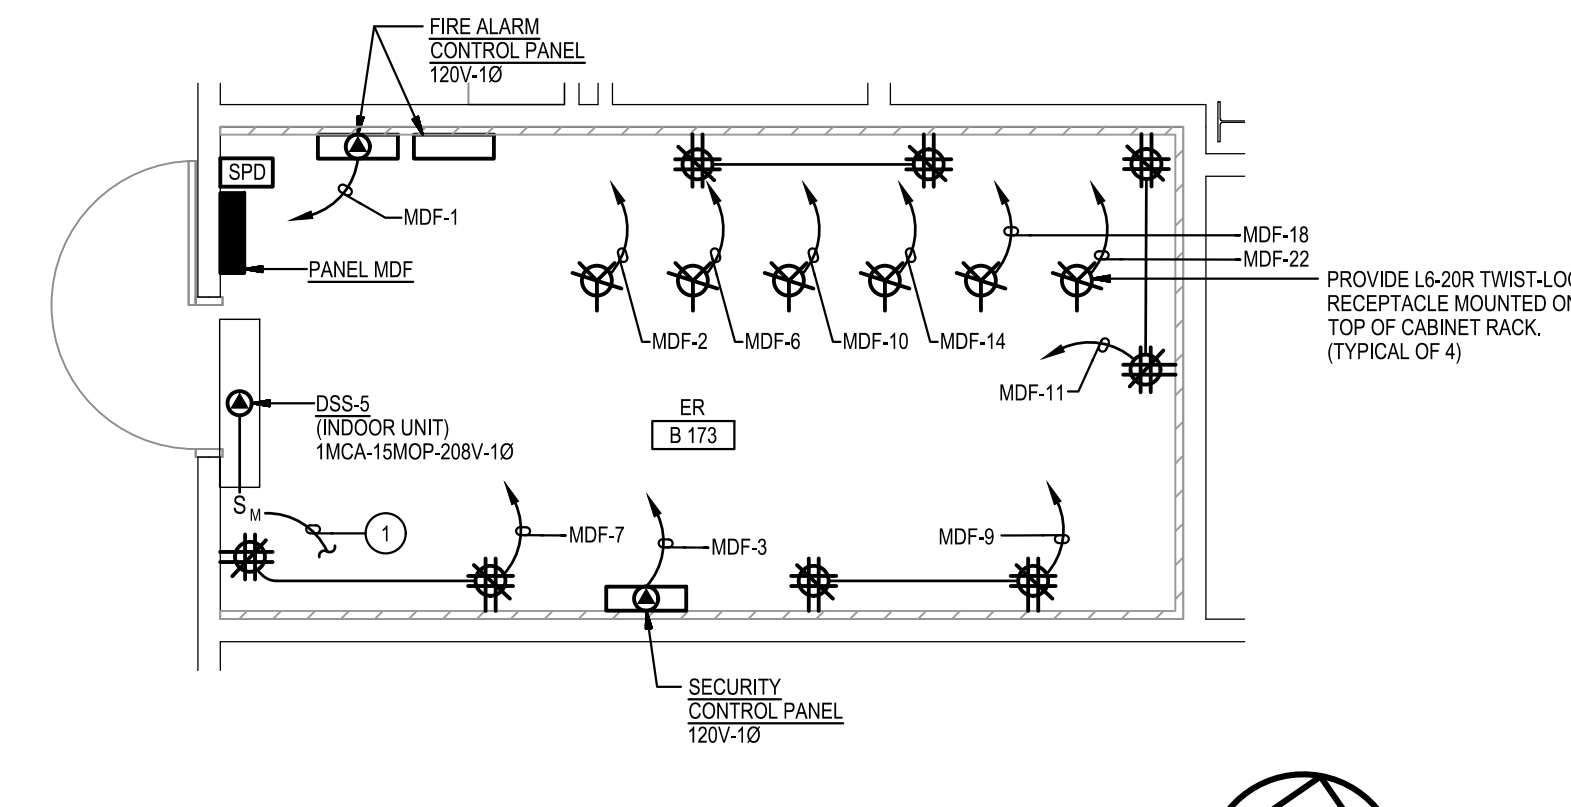 FIRE ALARM
CONTROL PANEL
120V-1Ø
SPD
MDF-1
PANEL MDF
MDF-18
MDF-22
PROVIDE L6-20R TWIST-LOC
RECEPTACLE MOUNTED ON
TOP OF CABINET RACK.
(TYPICAL OF 4)
MDF-2
MDF-6
MDF-10
MDF-14
MDF-11
DSS-5
(INDOOR UNIT)
1MCA-15MOP-208V-1Ø
ER
B 173
S M
1
MDF-7
MDF-3
MDF-9
SECURITY
CONTROL PANEL
120V-1Ø